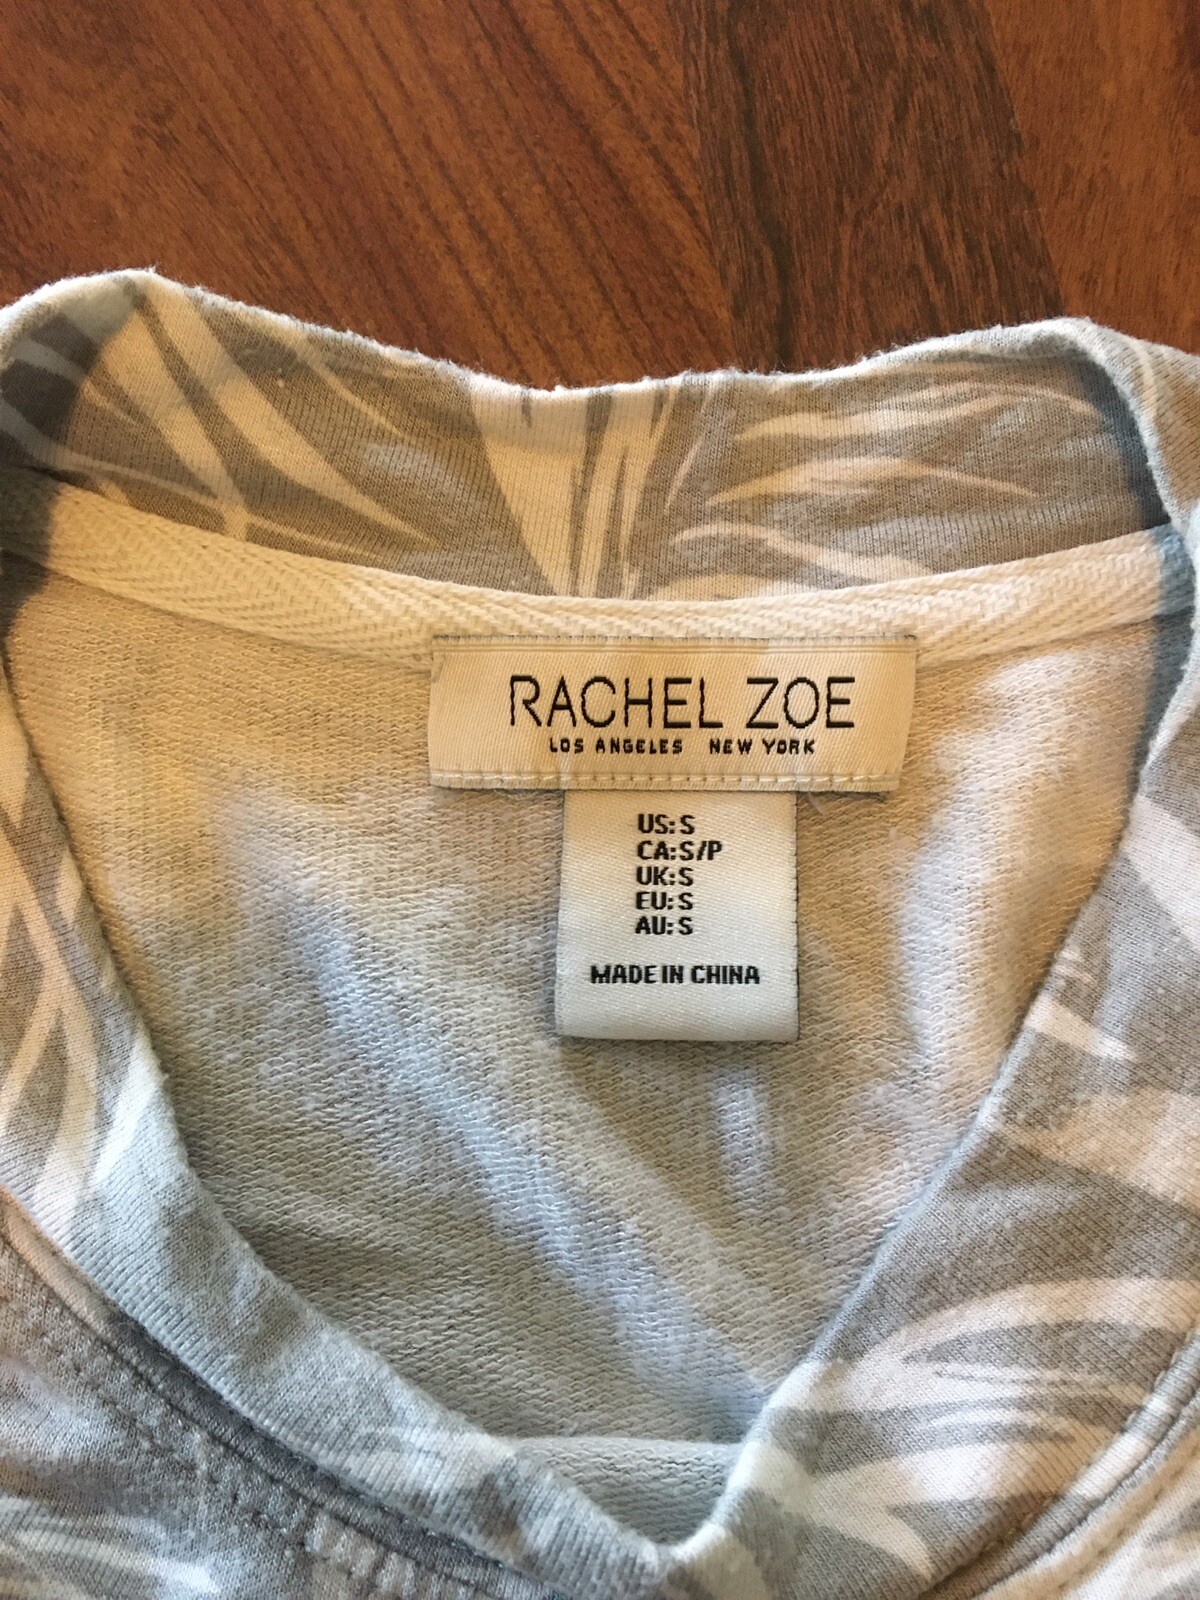 RACHEL ZOE
LOS ANGELES NEW YORK
US: S
CA: S/P
UK: S
EU: S
AU: S
MADE IN CHINA